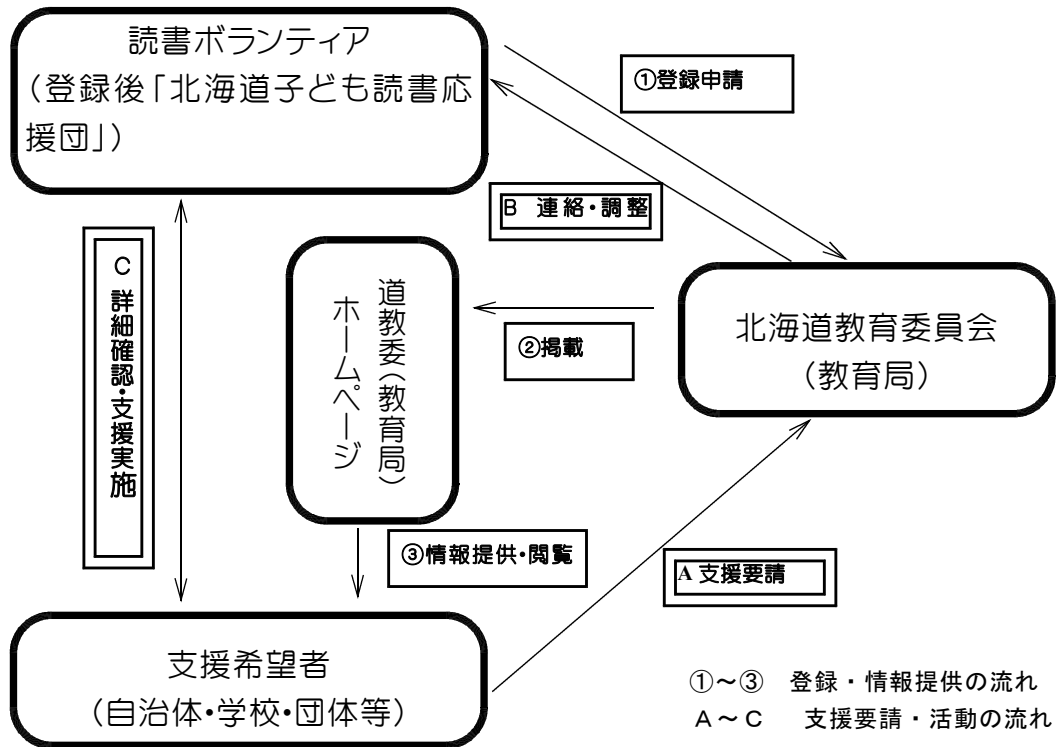 読書ボランティア
(登録後「北海道子ども読書応
援団」)
①登録申請
B 連絡・調整
C 詳細確認・支援実施
道教委(教育局)
ホームページ
②掲載
北海道教育委員会
(教育局)
③情報提供・閲覧
A 支援要請
支援希望者
(自治体・学校・団体等)
①～③ 登録・情報提供の流れ
A～C 支援要請・活動の流れ